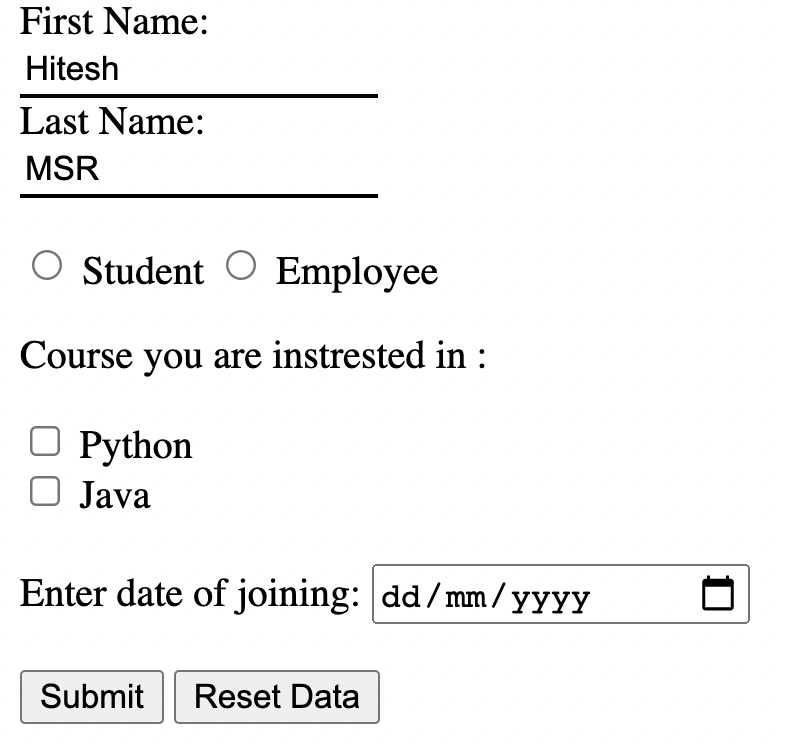 First Name:
Hitesh
Last Name:
MSR
Student Employee
Course you are instrested in :
Python
Java
Enter date of joining: dd/mm/yyyy
Submit Reset Data